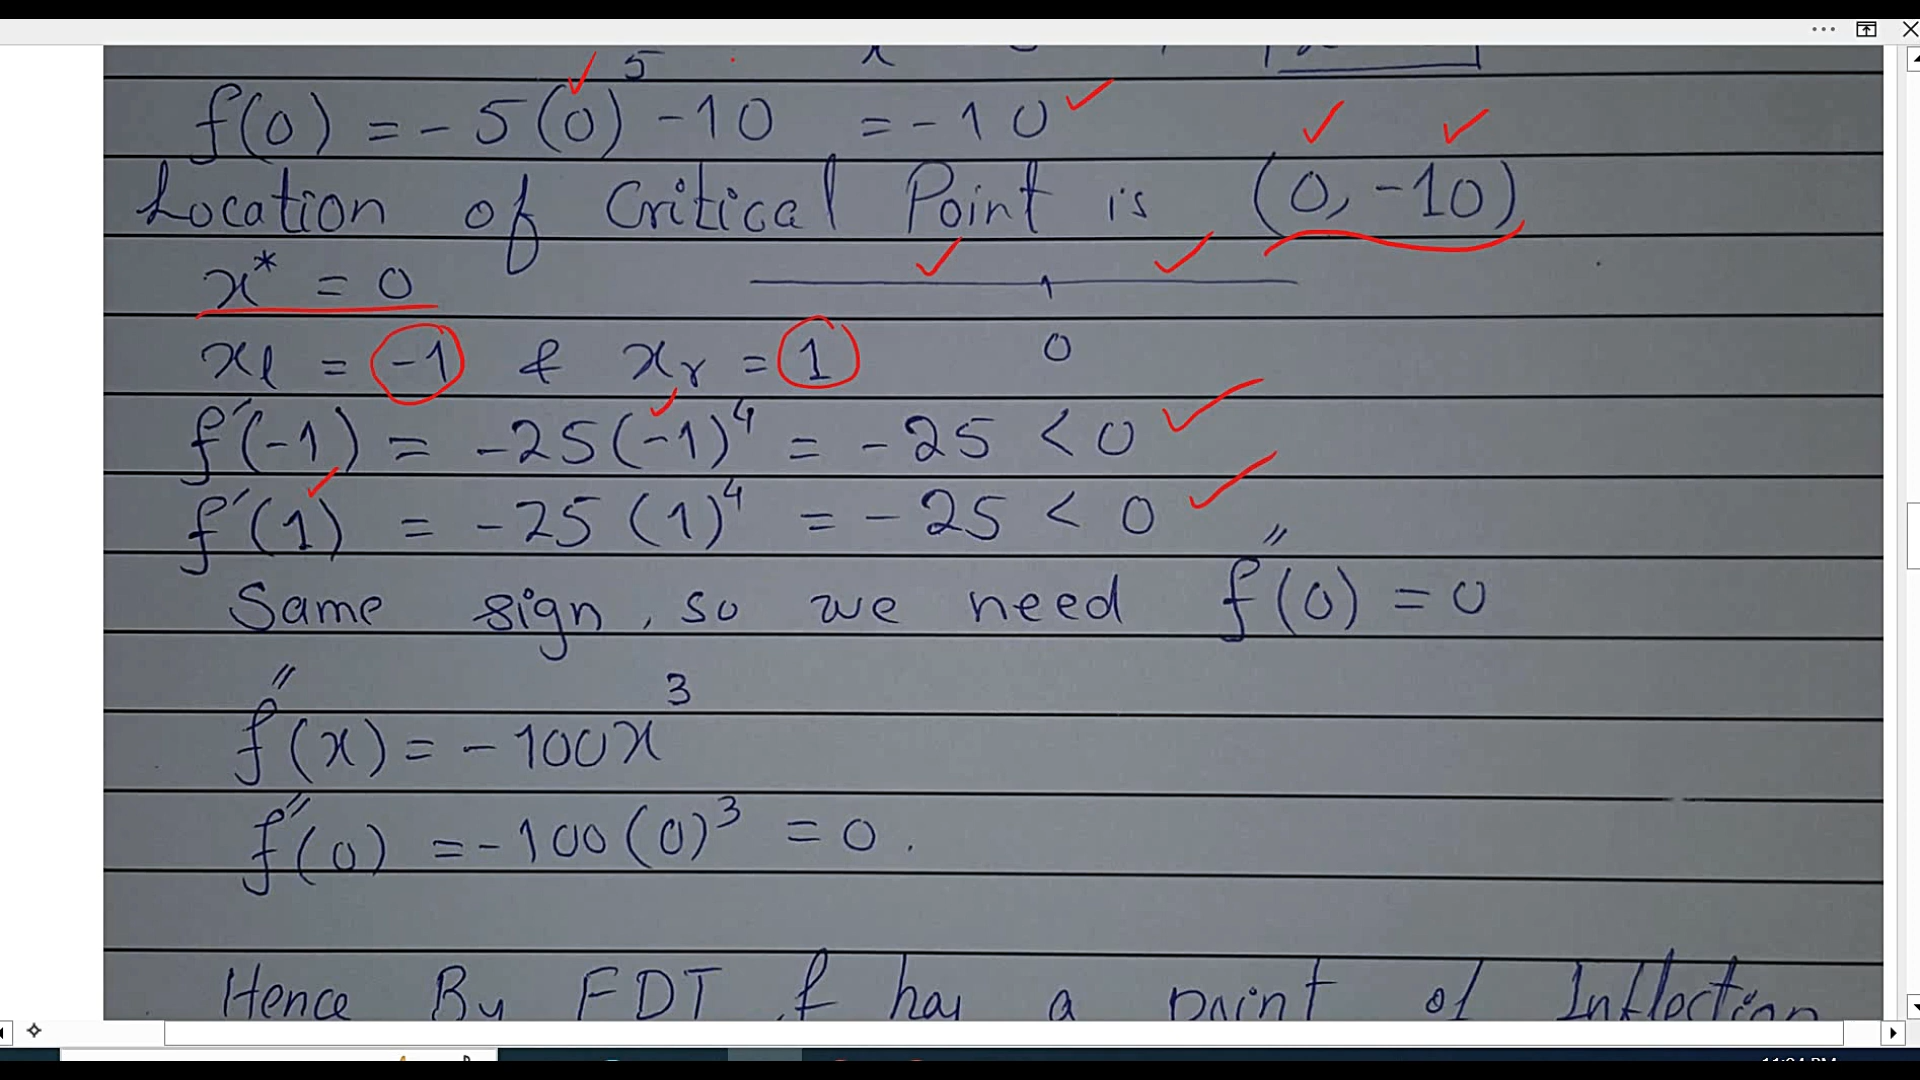 5
f(0) = - 5(0) - 10 = - 10
Location of Critical Point is (0, -10)
x* = 0
xl = -1 & xr = 1
0
f′(-1) = -25(-1)⁴ = -25 < 0
f′(1) = -25(1)⁴ = -25 < 0
Same sign, so we need f″(0) = 0
f″(x) = -100x³
f″(0) = -100(0)³ = 0.
Hence By FDT, f has a point of Inflection